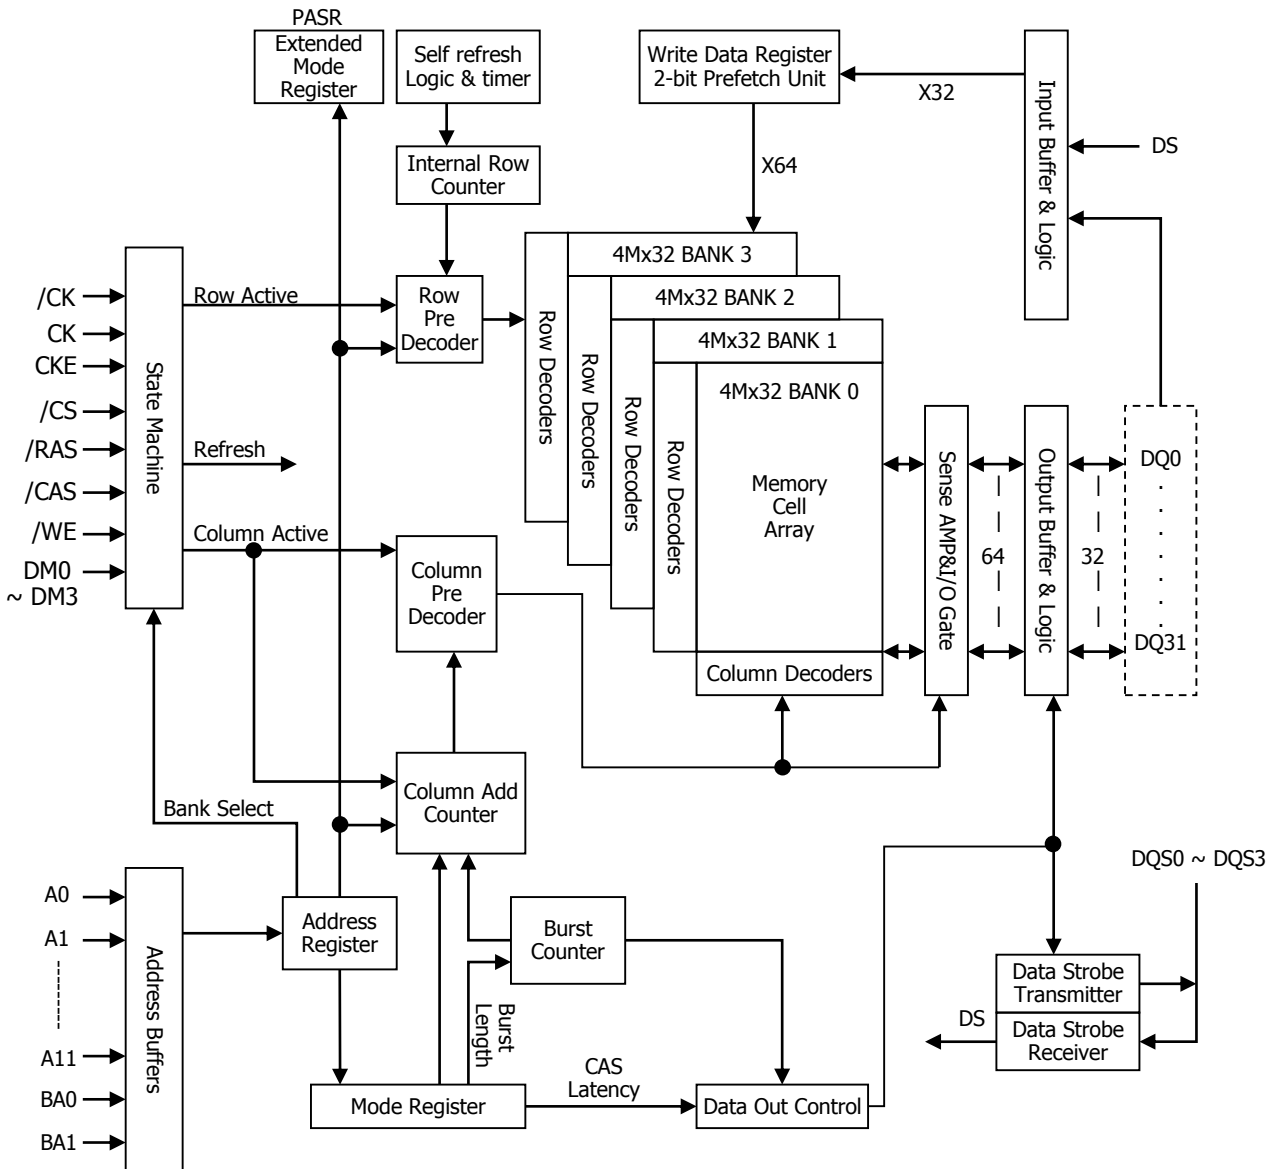 PASR
Extended
Mode
Register
Self refresh
Logic & timer
Write Data Register
2-bit Prefetch Unit
X32
Input Buffer & Logic
DS
Internal Row
Counter
X64
4Mx32 BANK 3
4Mx32 BANK 2
4Mx32 BANK 1
4Mx32 BANK 0
Row Decoders
Row Decoders
Row Decoders
Row Decoders
Memory
Cell
Array
Column Decoders
Sense AMP&I/O Gate
64
Output Buffer & Logic
32
DQ0
.
.
.
.
.
.
.
DQ31
/CK
CK
CKE
/CS
/RAS
/CAS
/WE
DM0
~ DM3
State Machine
Row Active
Refresh
Column Active
Row
Pre
Decoder
Column
Pre
Decoder
Column Add
Counter
Bank Select
A0
A1
A11
BA0
BA1
Address Buffers
Address
Register
Burst
Counter
Burst
Length
Mode Register
CAS
Latency
Data Out Control
DQS0 ~ DQS3
Data Strobe
Transmitter
Data Strobe
Receiver
DS